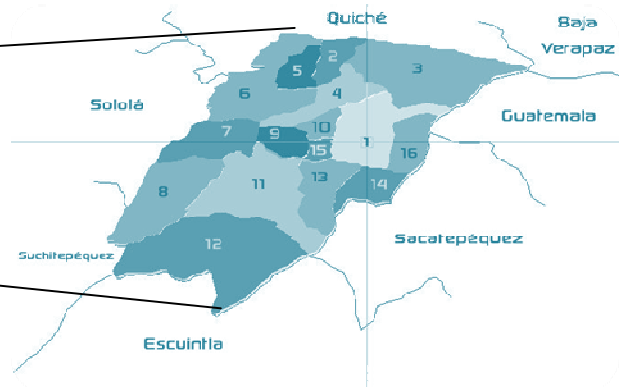 Quiché
Baja
Verapaz
2
5
3
6
4
Sololá
Guatemala
7
9
10
1
15
16
8
11
13
14
12
Sacatepéquez
Suchitepéquez
Escuintla